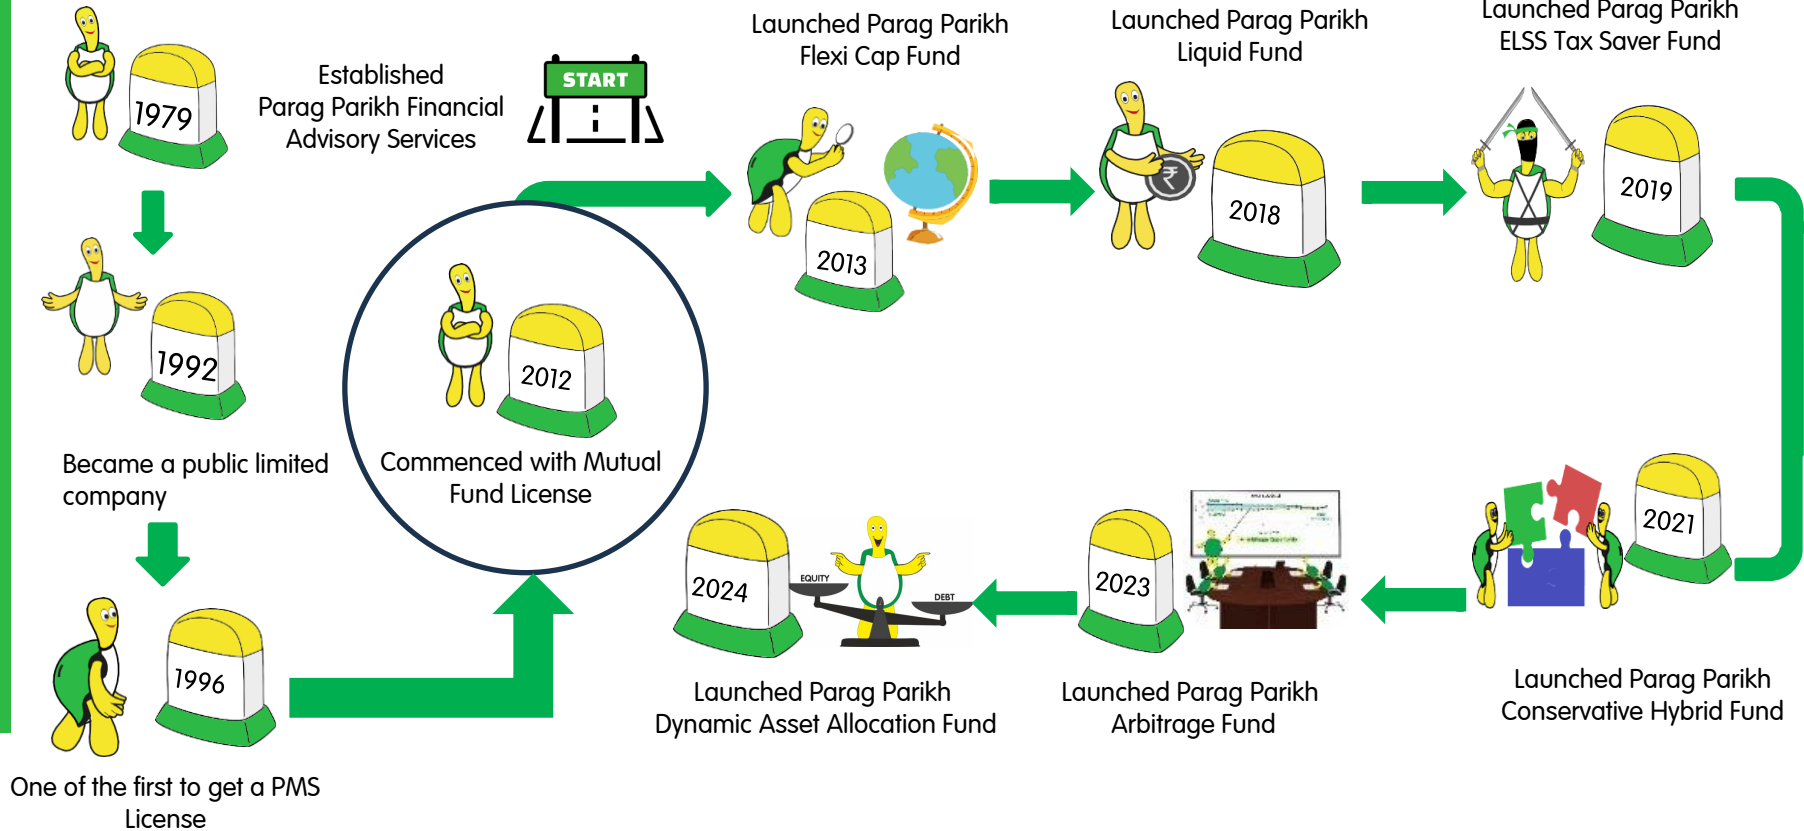 1979
Established
Parag Parikh Financial
Advisory Services
START
1992
Became a public limited
company
1996
One of the first to get a PMS
License
2012
Commenced with Mutual
Fund License
Launched Parag Parikh
Flexi Cap Fund
2013
Launched Parag Parikh
Liquid Fund
₹
2018
Launched Parag Parikh
ELSS Tax Saver Fund
2019
2021
Launched Parag Parikh
Conservative Hybrid Fund
2023
Launched Parag Parikh
Arbitrage Fund
2024
EQUITY
DEBT
Launched Parag Parikh
Dynamic Asset Allocation Fund